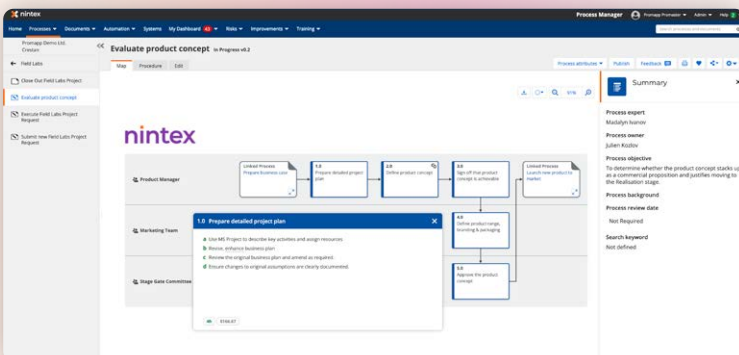 nintex
Process Manager
Promapp Promaster
Admin
Help
Home
Processes
Documents
Automation
Systems
My Dashboard
Risks
Improvements
Training
Promapp Demo Ltd.
Field Labs
Close Out Field Labs Project
Evaluate product concept
Execute Field Labs Project
Request
Submit new Field Labs Project
Request
Evaluate product concept In Progress v0.2
Map
Procedure
Edit
Process attributes
Publish
Feedback
nintex
Product Manager
Linked Process
Prepare business case
1.0
Prepare detailed project
plan
2.0
Define product concept
3.0
Sign off that product
concept is achievable
Linked Process
Launch new product to
market
Marketing Team
4.0
Define product range,
branding & packaging
Stage Gate Committee
5.0
Approve the product
concept
1.0 Prepare detailed project plan
a Use MS Project to describe key activities and assign resources.
b Revise, enhance business plan
c Review the original business plan and amend as required.
d Ensure changes to original assumptions are clearly documented.
Summary
Process expert
Madalyn Ivanov
Process owner
Julien Kozlov
Process objective
To determine whether the product concept stacks up
as a commercial proposition and justifies moving to
the Realisation stage.
Process background
Process review date
Not Required
Search keyword
Not defined